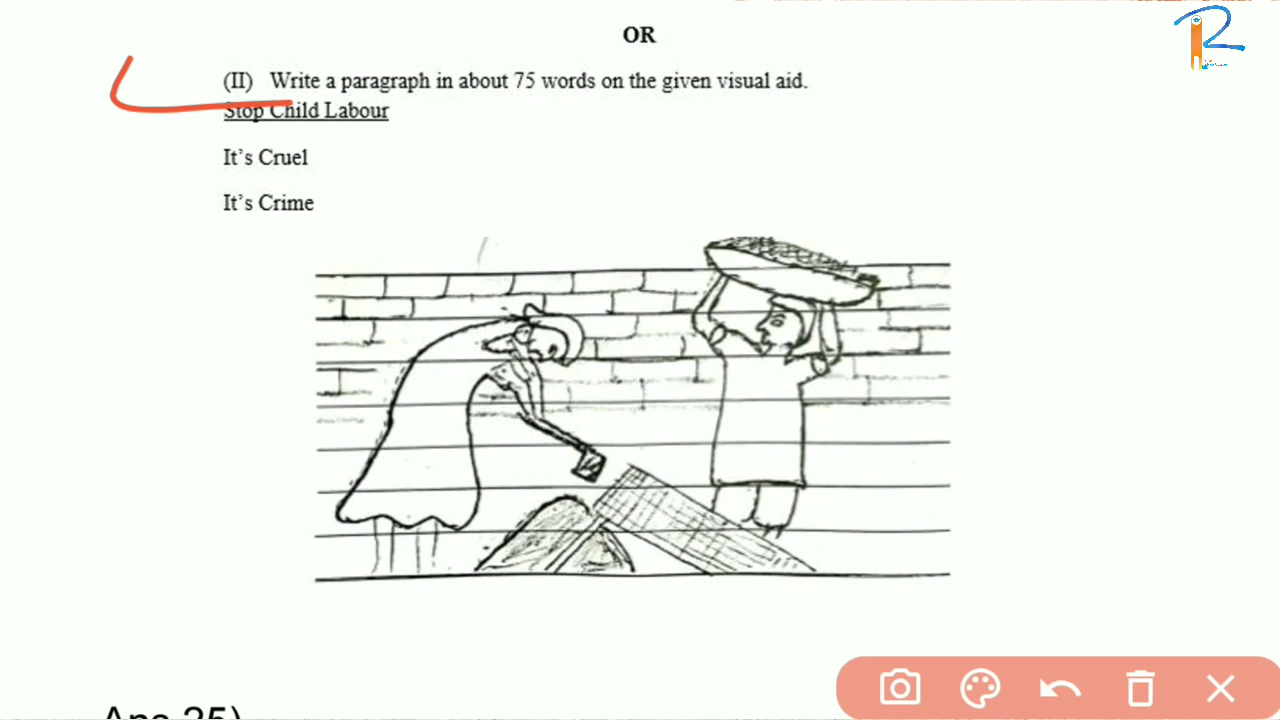 OR
(II) Write a paragraph in about 75 words on the given visual aid.
Stop Child Labour
It's Cruel
It's Crime